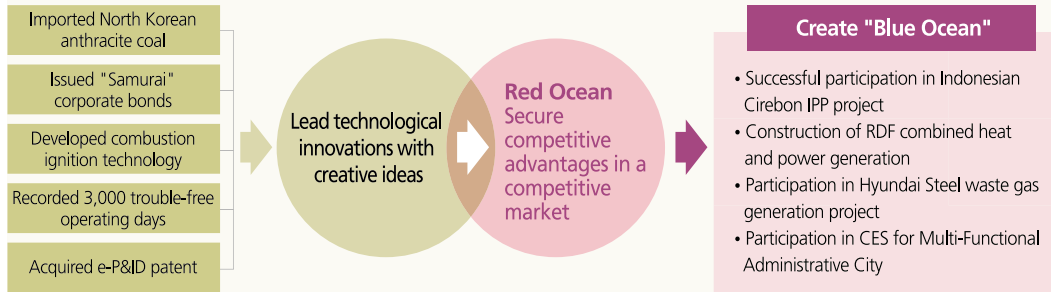 Imported North Korean
anthracite coal
Issued "Samurai"
corporate bonds
Developed combustion
ignition technology
Recorded 3,000 trouble-free
operating days
Acquired e-P&ID patent
Lead technological
innovations with
creative ideas
Red Ocean
Secure
competitive
advantages in a
competitive
market
Create "Blue Ocean"
• Successful participation in Indonesian
Cirebon IPP project
• Construction of RDF combined heat
and power generation
• Participation in Hyundai Steel waste gas
generation project
• Participation in CES for Multi-Functional
Administrative City